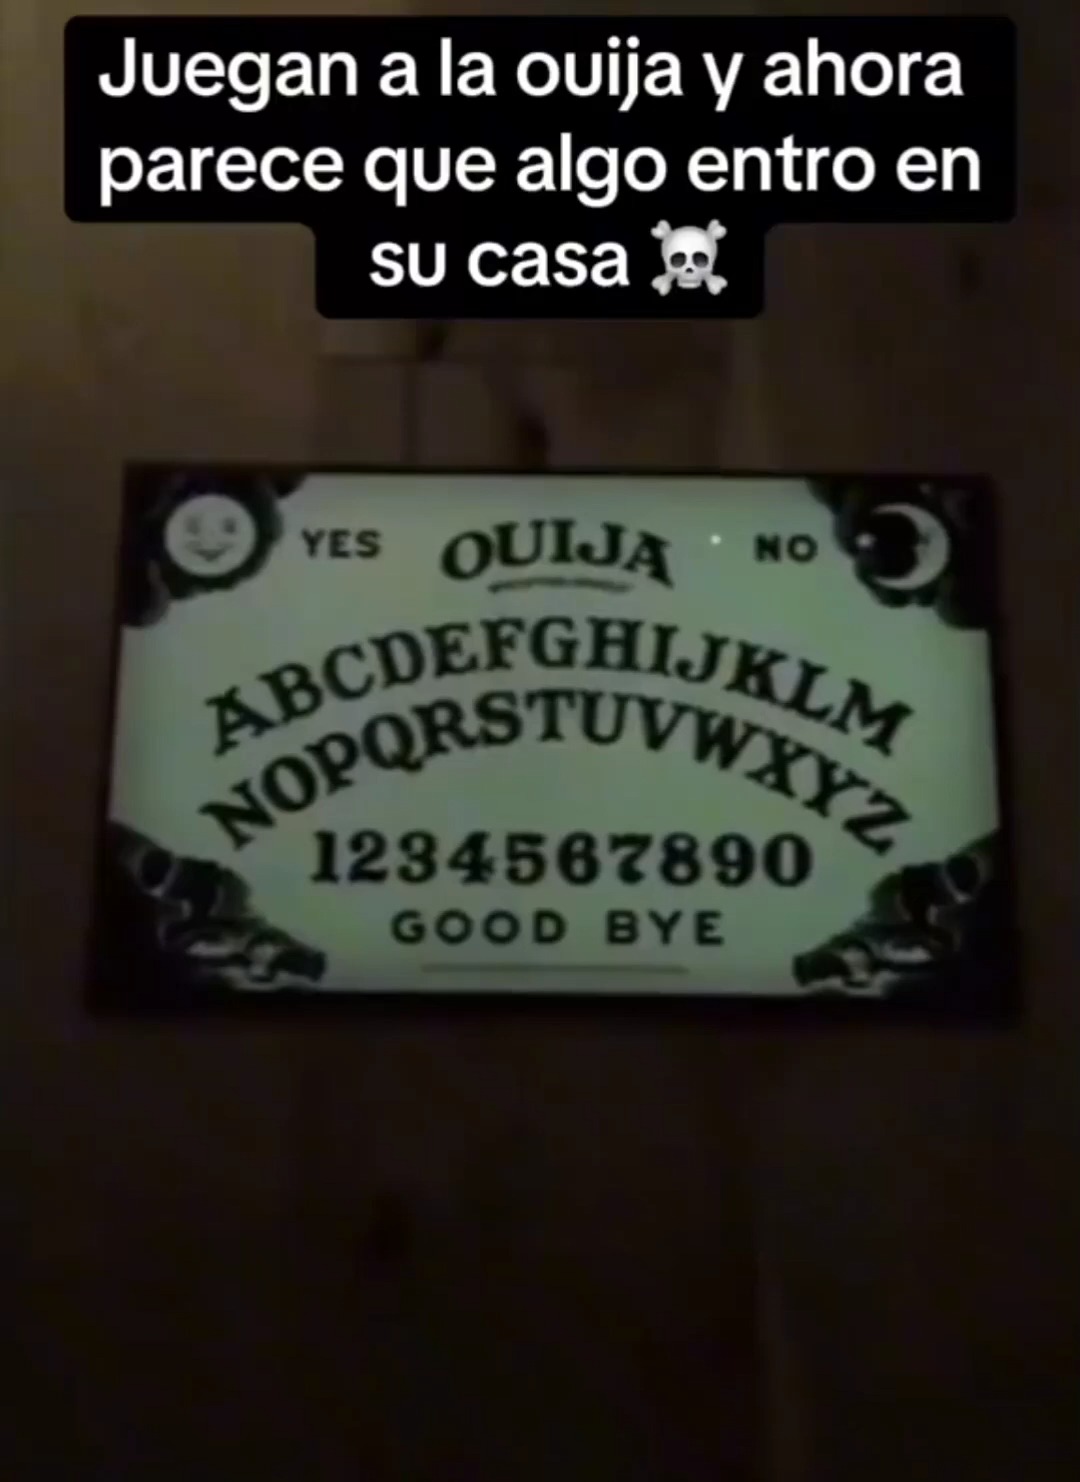 Juegan a la ouija y ahora
parece que algo entro en
su casa ☠️
YES OUIJA NO
ABCDEFGHIJKLM
NOPQRSTUVWXYZ
1234567890
GOOD BYE